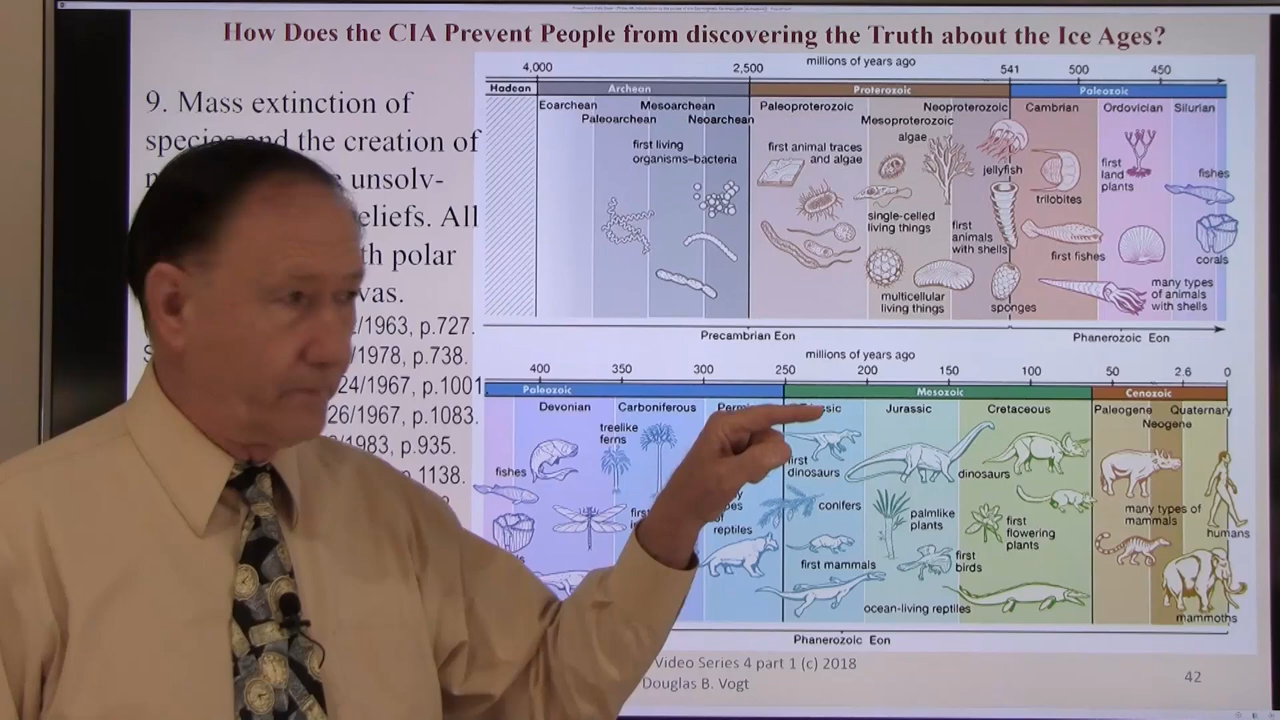 How Does the CIA Prevent People from discovering the Truth about the Ice Ages?
9. Mass extinction of
species and the creation of
unsolv-
eliefs. All
th polar
vas.
/1963, p.727.
/1978, p.738.
24/1967, p.1001
26/1967, p.1083.
/1983, p.935.
1138.
millions of years ago
4,000 2,500 541 500 450
Hadean Archean Proterozoic Paleozoic
Eoarchean Mesoarchean Paleoproterozoic Neoproterozoic Cambrian Ordovician Silurian
Paleoarchean Neoarchean Mesoproterozoic
first living
organisms–bacteria
first animal traces
and algae
algae
single-celled
living things
multicellular
living things
first
animals
with shells
jellyfish
sponges
trilobites
first fishes
first
land
plants
many types
of animals
with shells
fishes
corals
Precambrian Eon Phanerozoic Eon
millions of years ago
400 350 300 250 200 150 100 50 2.6 0
Paleozoic Mesozoic Cenozoic
Devonian Carboniferous Permi ssic Jurassic Cretaceous Paleogene Quaternary
Neogene
fishes
treelike
ferns
of
reptiles
first
dinosaurs
conifers
first mammals
palmlike
plants
first
birds
ocean-living reptiles
dinosaurs
first
flowering
plants
many types of
mammals
humans
mammoths
Phanerozoic Eon
Video Series 4 part 1 (c) 2018
Douglas B. Vogt
42